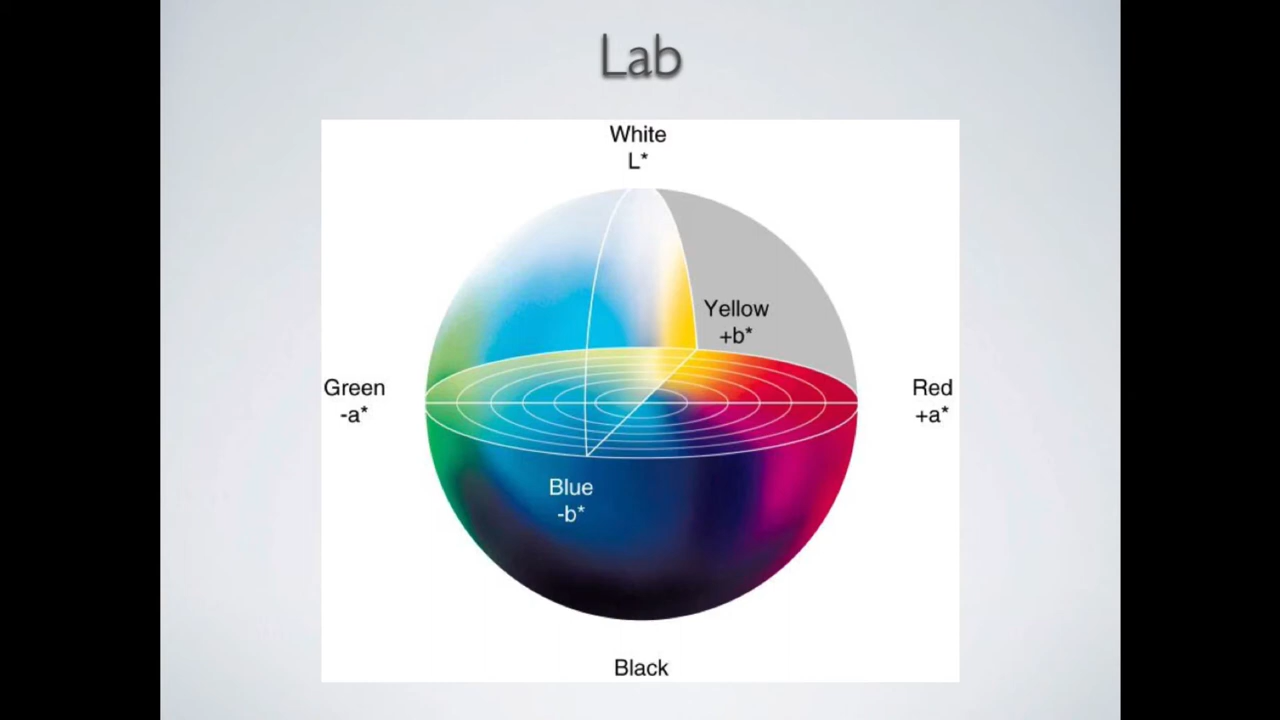 Lab
White
L*
Yellow
+b*
Green
-a*
Red
+a*
Blue
-b*
Black